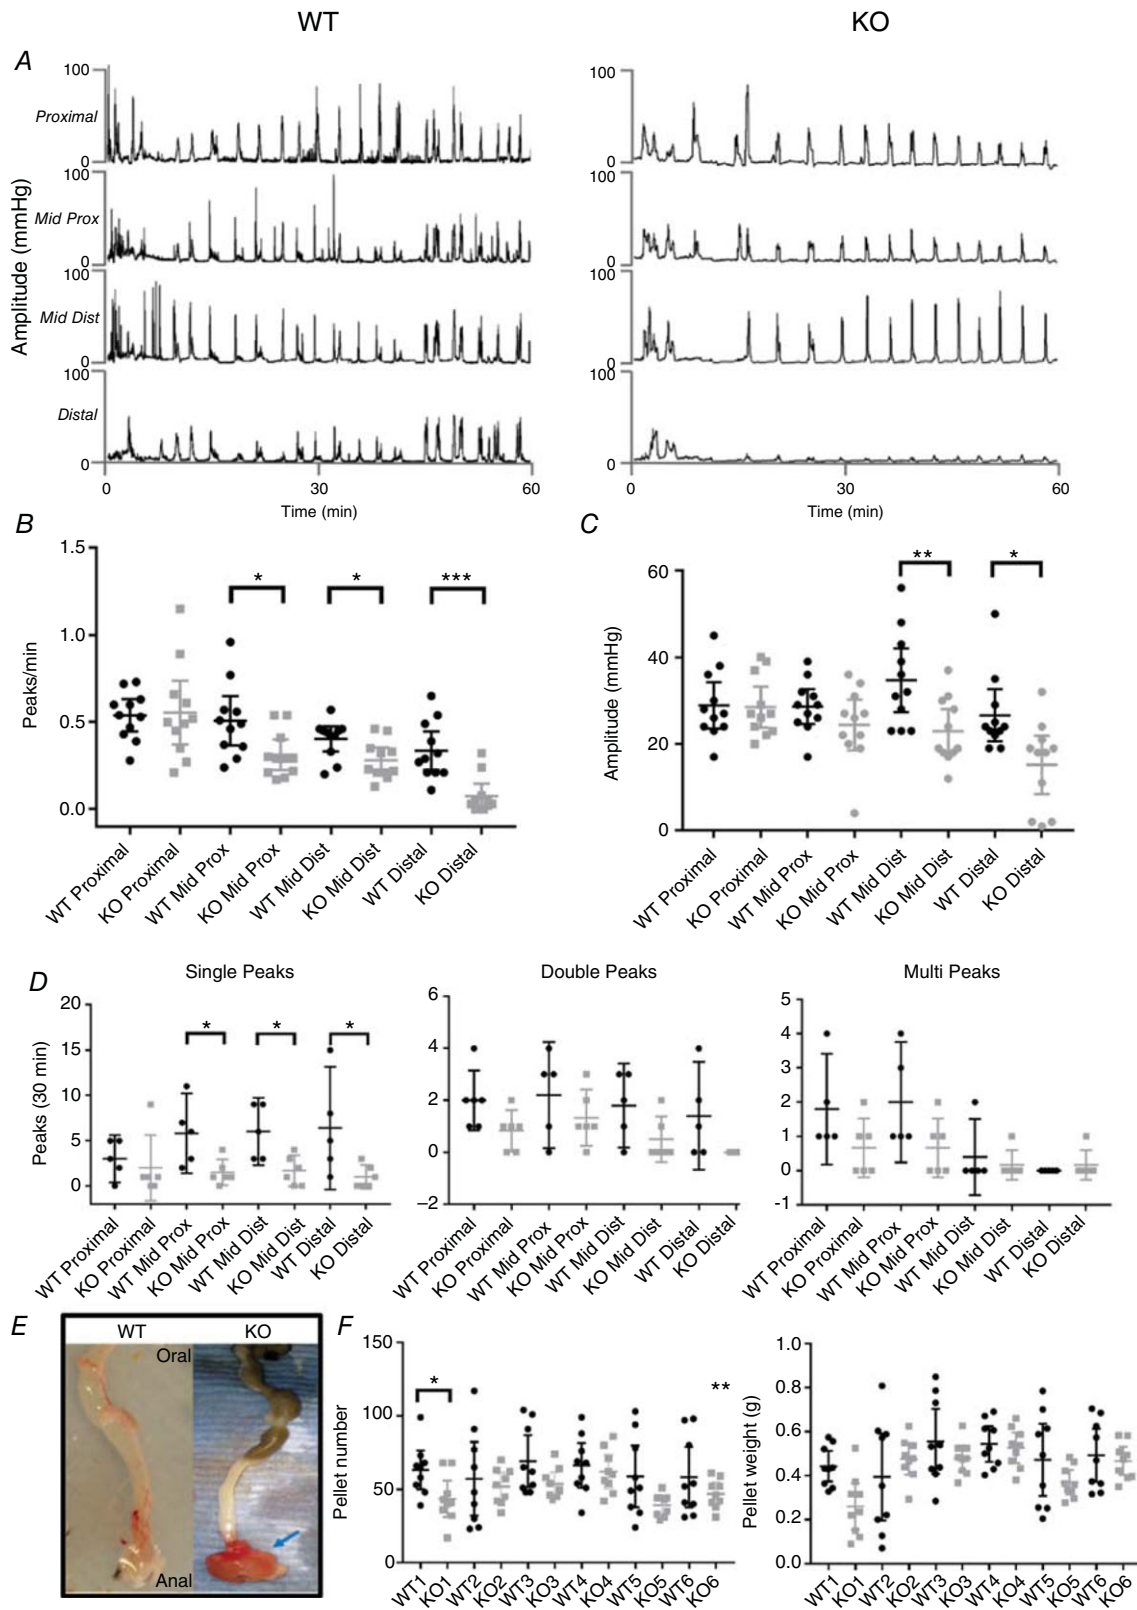 WT KO
A
100 100
Proximal
0 0
100 100
Mid Prox
0 0
100 100
Mid Dist
0 0
100 100
Distal
0 0
Amplitude (mmHg)
0 30 60 0 30 60
Time (min) Time (min)
B
1.5
1.0
0.5
0.0
Peaks/min
* * ***
WT Proximal KO Proximal WT Mid Prox KO Mid Prox WT Mid Dist KO Mid Dist WT Distal KO Distal
C
60
40
20
0
Amplitude (mmHg)
** *
WT Proximal KO Proximal WT Mid Prox KO Mid Prox WT Mid Dist KO Mid Dist WT Distal KO Distal
D
Single Peaks
20
15
10
5
0
Peaks (30 min)
* * *
WT Proximal KO Proximal WT Mid Prox KO Mid Prox WT Mid Dist KO Mid Dist WT Distal KO Distal
Double Peaks
6
4
2
0
−2
WT Proximal KO Proximal WT Mid Prox KO Mid Prox WT Mid Dist KO Mid Dist WT Distal KO Distal
Multi Peaks
5
4
3
2
1
0
-1
WT Proximal KO Proximal WT Mid Prox KO Mid Prox WT Mid Dist KO Mid Dist WT Distal KO Distal
E
WT KO
Oral
Anal
F
150
100
50
0
Pellet number
* **
WT1 KO1 WT2 KO2 WT3 KO3 WT4 KO4 WT5 KO5 WT6 KO6
1.0
0.8
0.6
0.4
0.2
0.0
Pellet weight (g)
WT1 KO1 WT2 KO2 WT3 KO3 WT4 KO4 WT5 KO5 WT6 KO6